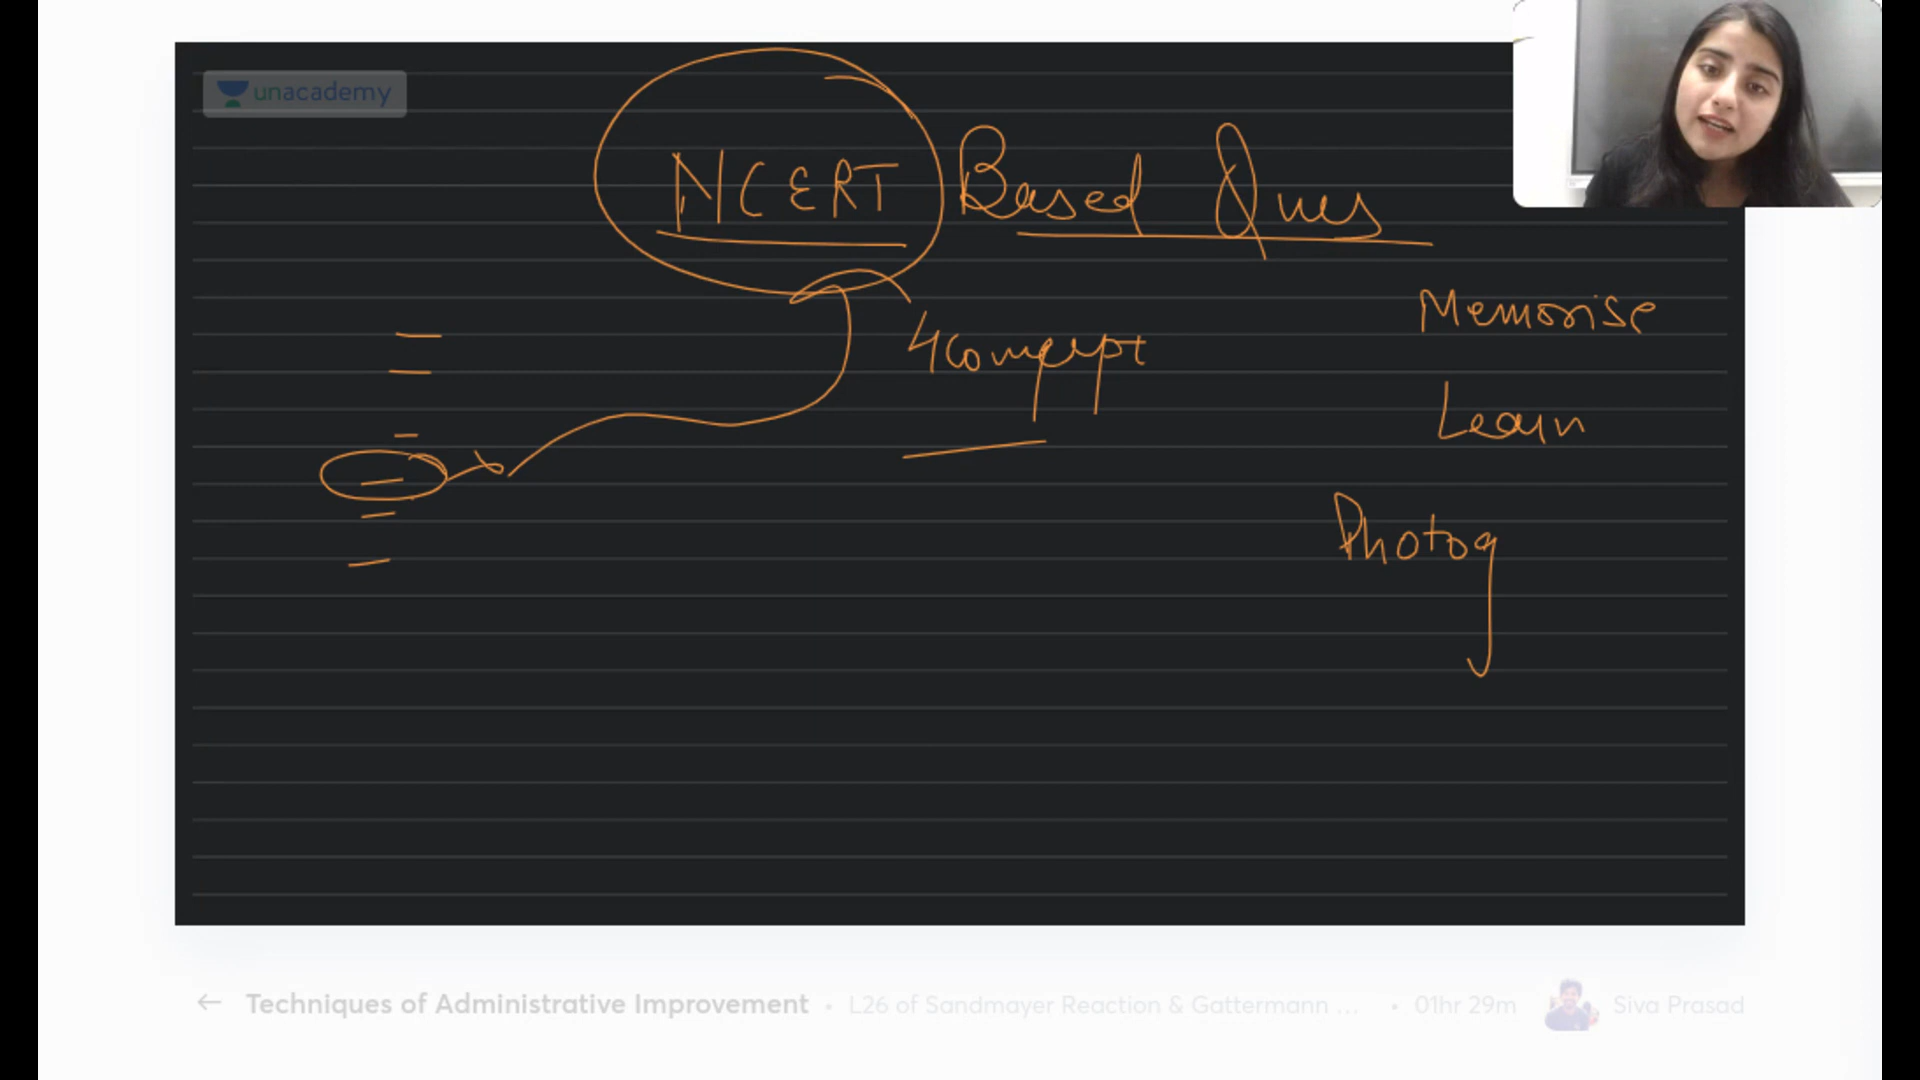 unacademy
NCERT Based Ques
Memorise
Learn
Photog
← Techniques of Administrative Improvement • L26 of Sandmayer Reaction & Gattermann ... • 01hr 29m Siva Prasad